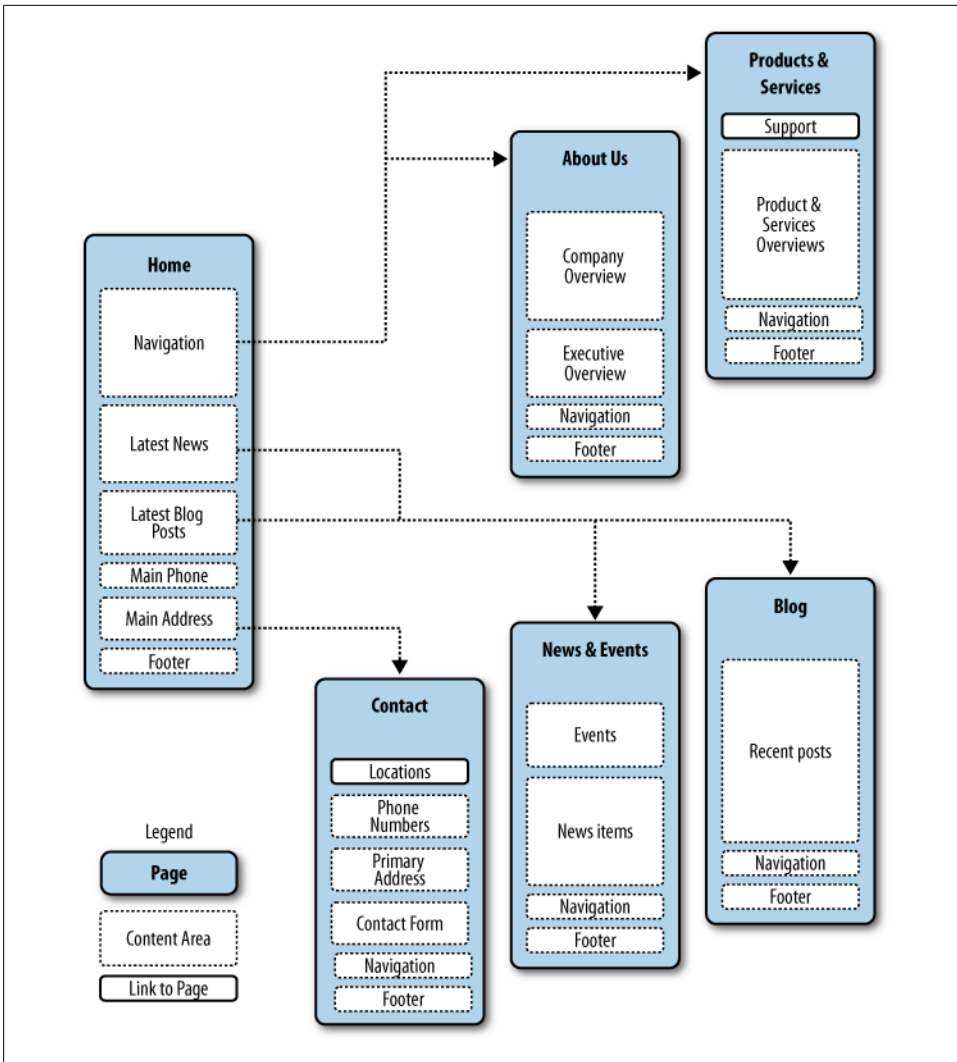 Home
Navigation
Latest News
Latest Blog
Posts
Main Phone
Main Address
Footer
About Us
Company
Overview
Executive
Overview
Navigation
Footer
Products &
Services
Support
Product &
Services
Overviews
Navigation
Footer
Contact
Locations
Phone
Numbers
Primary
Address
Contact Form
Navigation
Footer
News & Events
Events
News items
Navigation
Footer
Blog
Recent posts
Navigation
Footer
Legend
Page
Content Area
Link to Page